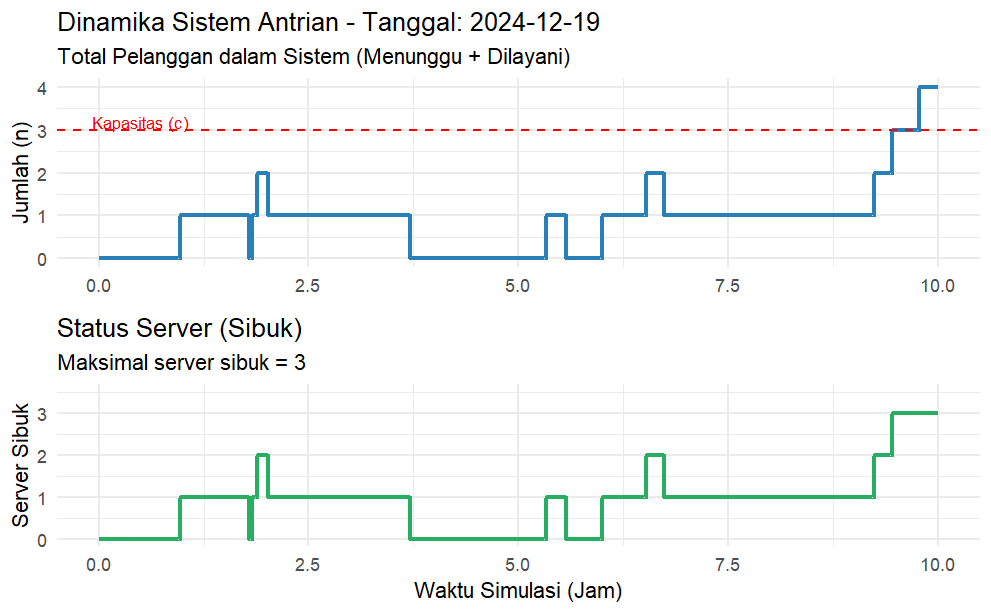 Dinamika Sistem Antrian - Tanggal: 2024-12-19
Total Pelanggan dalam Sistem (Menunggu + Dilayani)
Jumlah (n)
4
3
2
1
0
Kapasitas (c)
0.0 2.5 5.0 7.5 10.0
Status Server (Sibuk)
Maksimal server sibuk = 3
Server Sibuk
3
2
1
0
0.0 2.5 5.0 7.5 10.0
Waktu Simulasi (Jam)